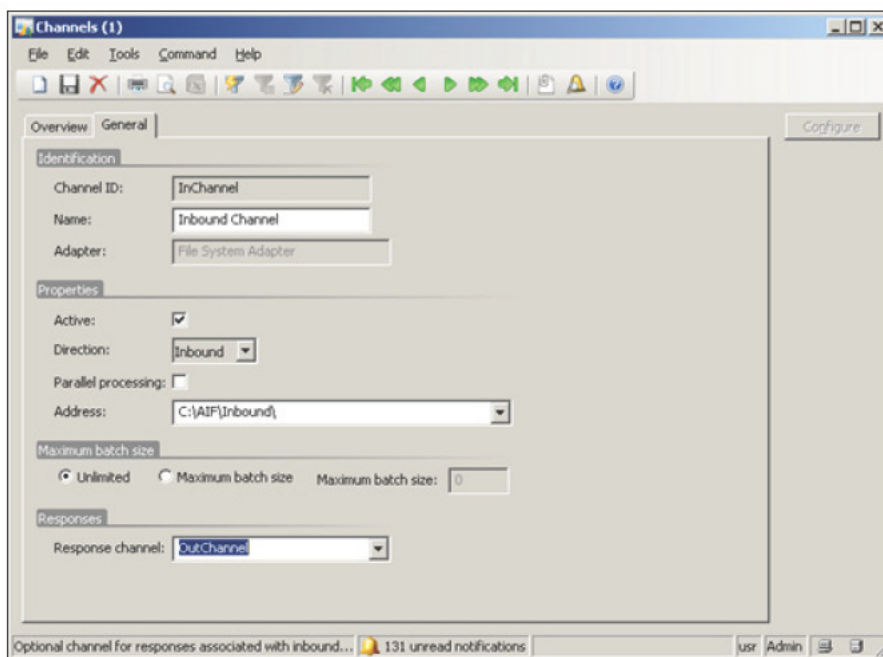 Channels (1)
File Edit Tools Command Help
Overview General
Configure
Identification
Channel ID: InChannel
Name: Inbound Channel
Adapter: File System Adapter
Properties
Active:
Direction: Inbound
Parallel processing:
Address: C:\AIF\Inbound\
Maximum batch size
Unlimited Maximum batch size Maximum batch size: 0
Responses
Response channel: OutChannel
Optional channel for responses associated with inbound... 131 unread notifications usr Admin